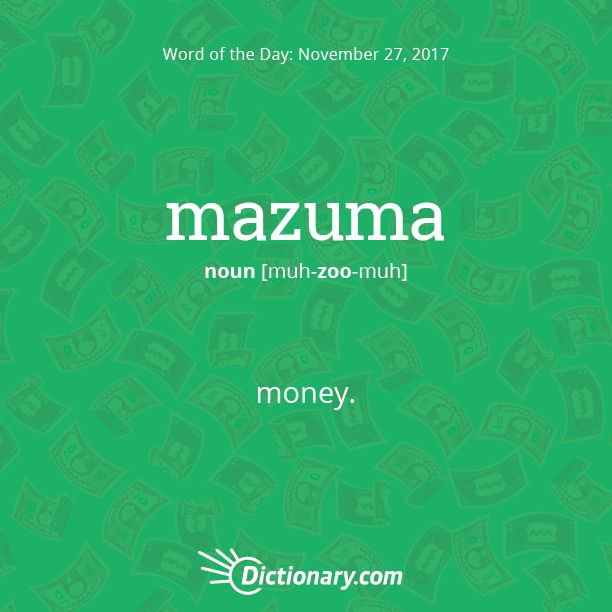 Word of the Day: November 27, 2017
mazuma
noun [muh-zoo-muh]
money.
Dictionary.com